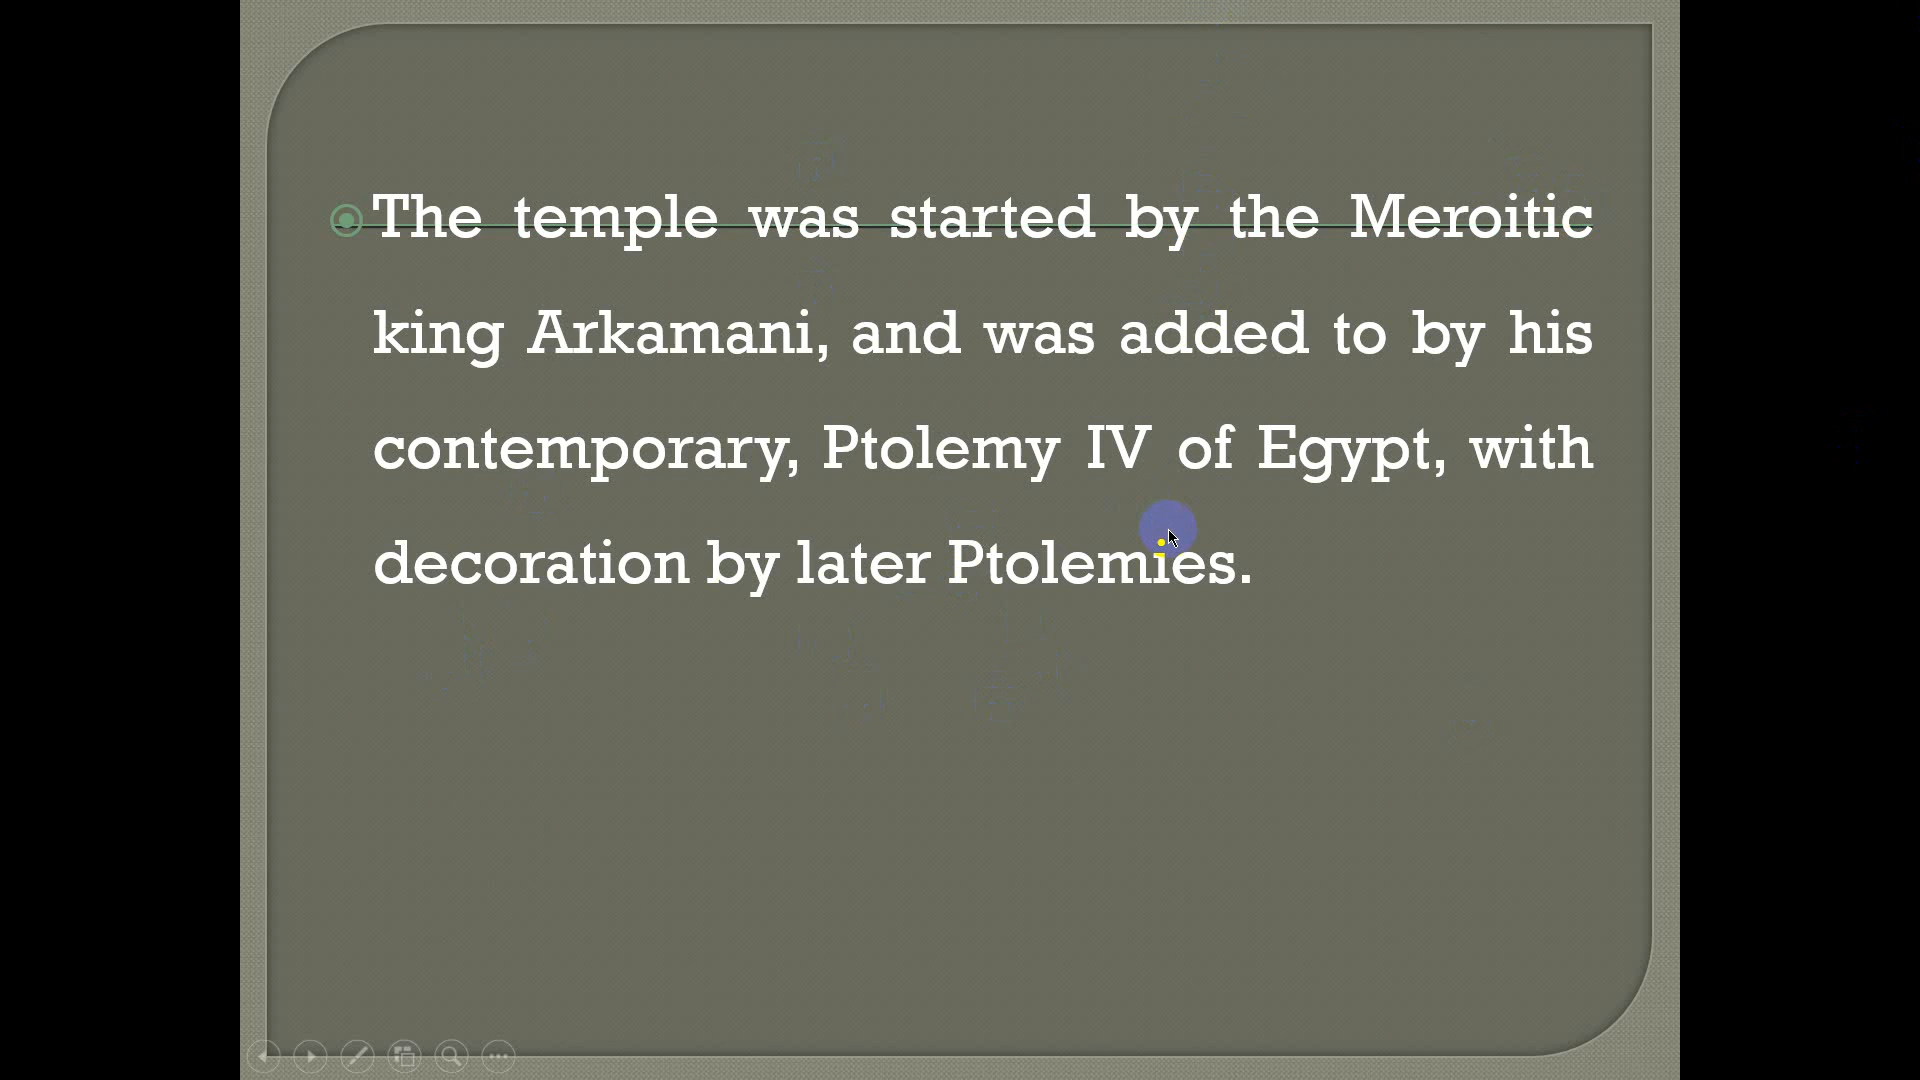 The temple was started by the Meroitic
king Arkamani, and was added to by his
contemporary, Ptolemy IV of Egypt, with
decoration by later Ptolemies.